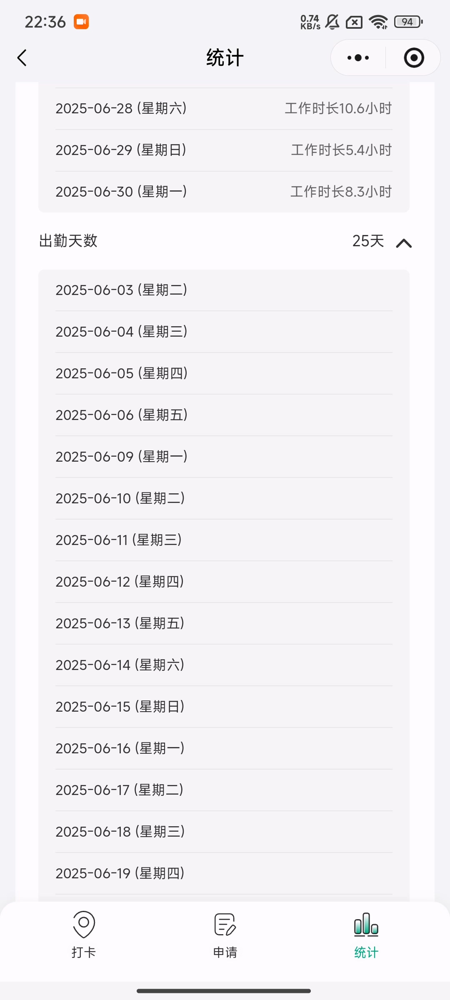 22:36
0.74
KB/s
94
统计
2025-06-28 (星期六) 工作时长10.6小时
2025-06-29 (星期日) 工作时长5.4小时
2025-06-30 (星期一) 工作时长8.3小时
出勤天数 25天
2025-06-03 (星期二)
2025-06-04 (星期三)
2025-06-05 (星期四)
2025-06-06 (星期五)
2025-06-09 (星期一)
2025-06-10 (星期二)
2025-06-11 (星期三)
2025-06-12 (星期四)
2025-06-13 (星期五)
2025-06-14 (星期六)
2025-06-15 (星期日)
2025-06-16 (星期一)
2025-06-17 (星期二)
2025-06-18 (星期三)
2025-06-19 (星期四)
打卡 申请 统计